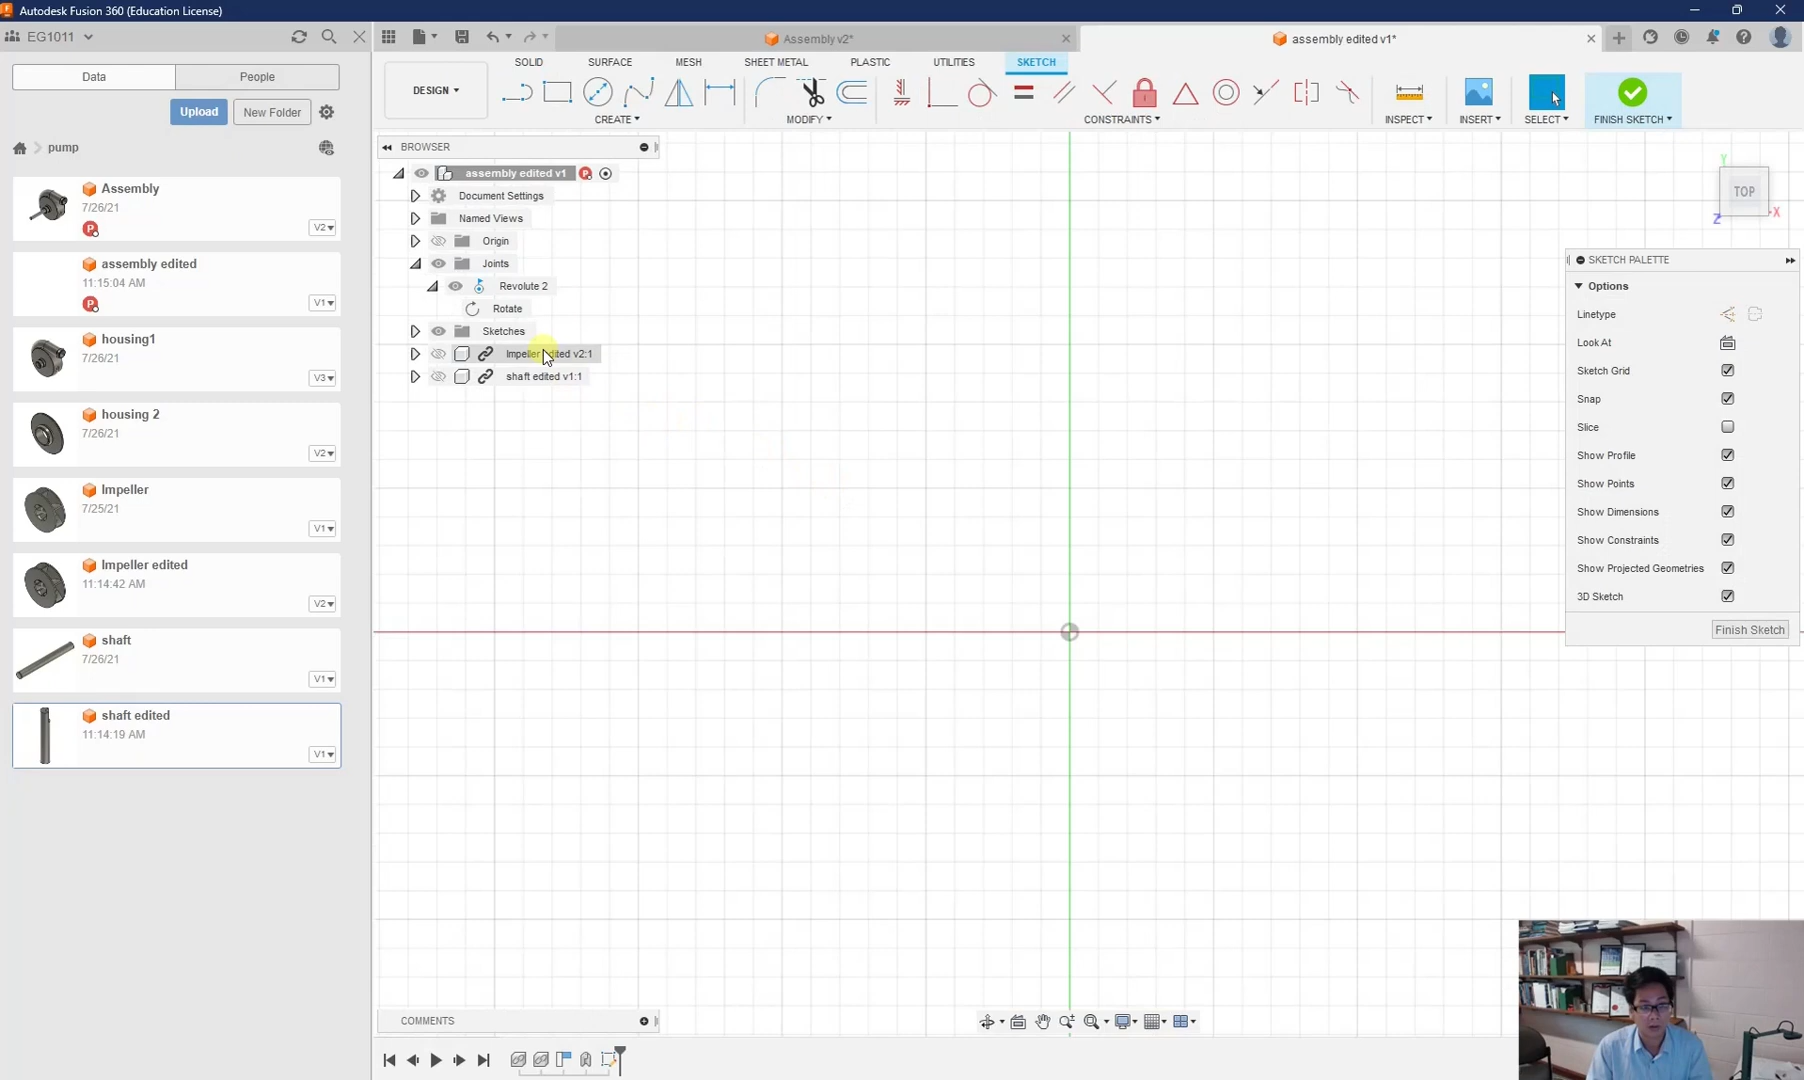 Autodesk Fusion 360 (Education License)
EG1011
Assembly v2*
assembly edited v1*
Data
People
Upload
New Folder
pump
Assembly
7/26/21
V2
assembly edited
11:15:04 AM
V1
housing1
7/26/21
V3
housing 2
7/26/21
V2
Impeller
7/25/21
V1
Impeller edited
11:14:42 AM
V2
shaft
7/26/21
V1
shaft edited
11:14:19 AM
V1
DESIGN
SOLID
SURFACE
MESH
SHEET METAL
PLASTIC
UTILITIES
SKETCH
CREATE
MODIFY
CONSTRAINTS
INSPECT
INSERT
SELECT
FINISH SKETCH
BROWSER
assembly edited v1
Document Settings
Named Views
Origin
Joints
Revolute 2
Rotate
Sketches
Impeller edited v2:1
shaft edited v1:1
TOP
Y
X
Z
SKETCH PALETTE
Options
Linetype
Look At
Sketch Grid
Snap
Slice
Show Profile
Show Points
Show Dimensions
Show Constraints
Show Projected Geometries
3D Sketch
Finish Sketch
COMMENTS